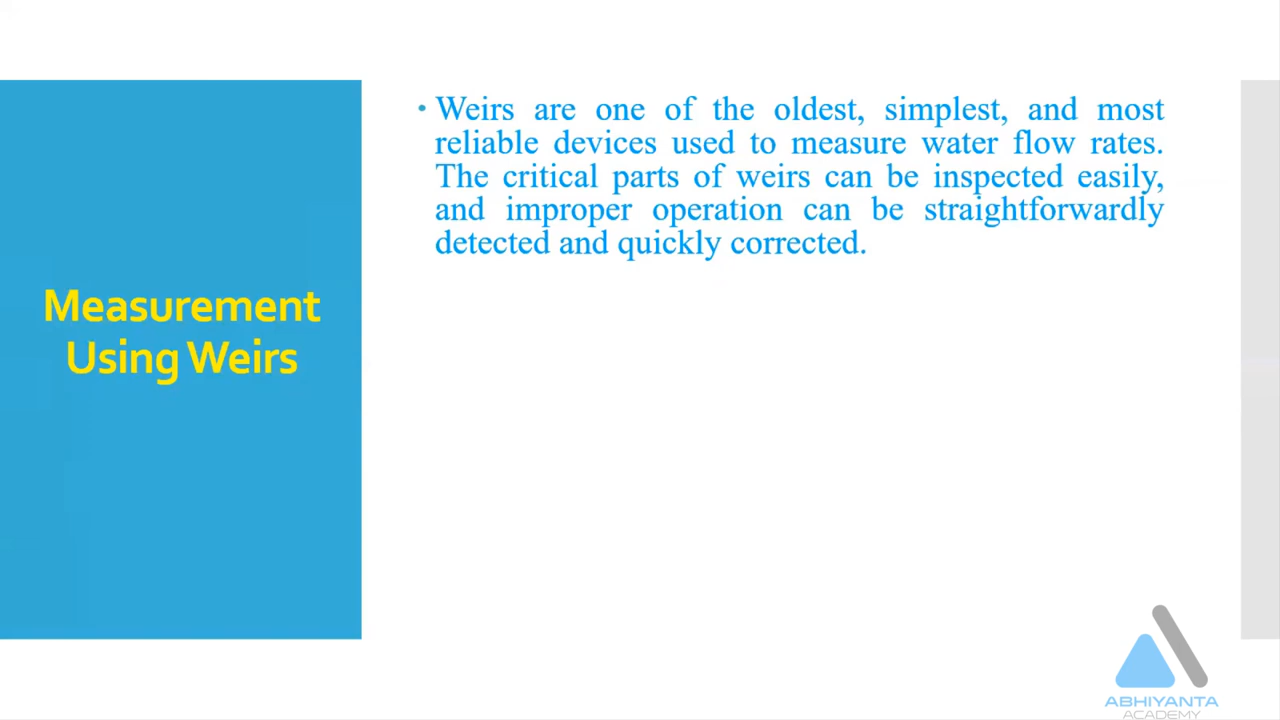 Measurement
Using Weirs
• Weirs are one of the oldest, simplest, and most
reliable devices used to measure water flow rates.
The critical parts of weirs can be inspected easily,
and improper operation can be straightforwardly
detected and quickly corrected.
ABHIYANTA
ACADEMY